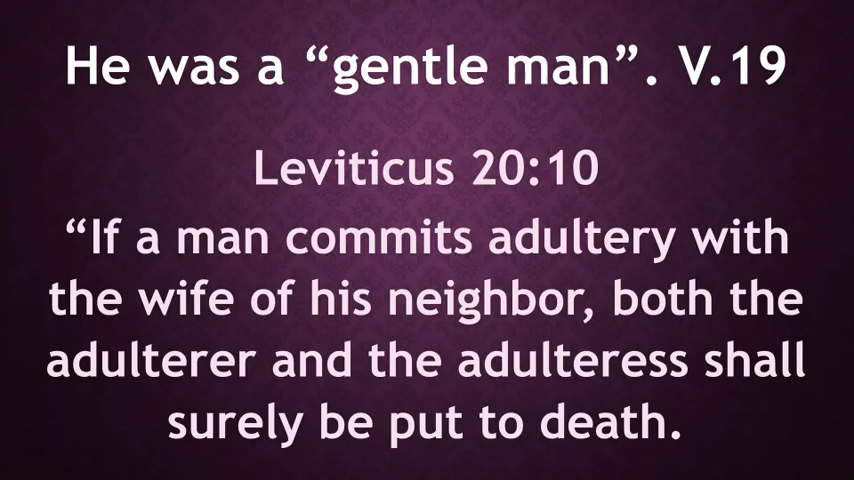 He was a “gentle man”. V.19
Leviticus 20:10
“If a man commits adultery with
the wife of his neighbor, both the
adulterer and the adulteress shall
surely be put to death.